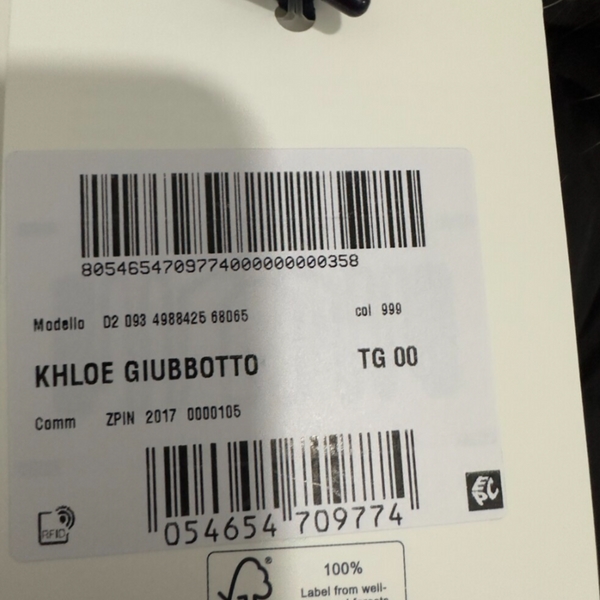 8054654709774000000000358
Modello D2 093 4988425 68065 col 999
KHLOE GIUBBOTTO TG 00
Comm ZPIN 2017 0000105
054654 709774
RFID
EPC
100%
Label from well-